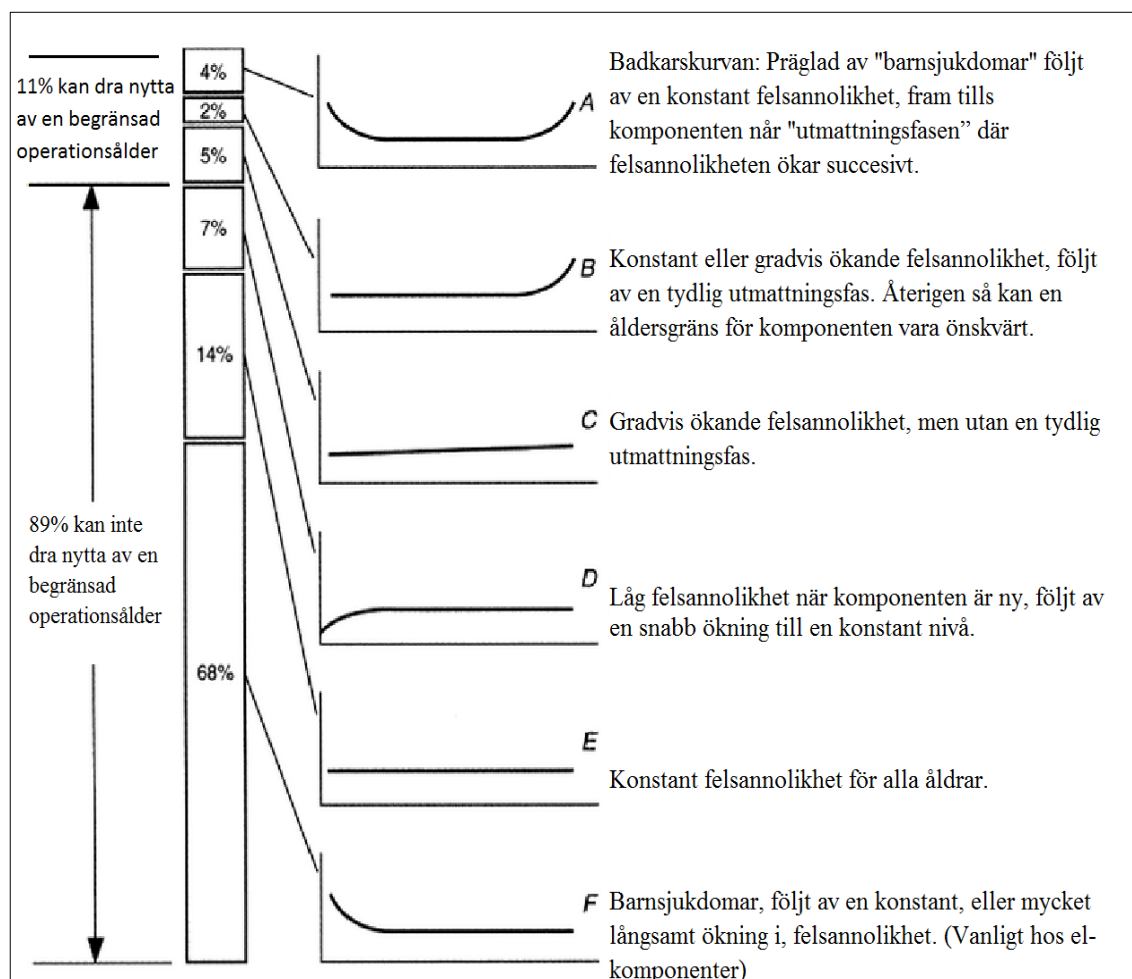 11% kan dra nytta
av en begränsad
operationsålder
89% kan inte
dra nytta av en
begränsad
operationsålder
4%
2%
5%
7%
14%
68%
A
Badkarskurvan: Präglad av "barnsjukdomar" följt
av en konstant felsannolikhet, fram tills
komponenten når "utmattningsfasen” där
felsannolikheten ökar succesivt.
B
Konstant eller gradvis ökande felsannolikhet, följt
av en tydlig utmattningsfas. Återigen så kan en
åldersgräns för komponenten vara önskvärt.
C
Gradvis ökande felsannolikhet, men utan en tydlig
utmattningsfas.
D
Låg felsannolikhet när komponenten är ny, följt av
en snabb ökning till en konstant nivå.
E
Konstant felsannolikhet för alla åldrar.
F
Barnsjukdomar, följt av en konstant, eller mycket
långsamt ökning i, felsannolikhet. (Vanligt hos el-
komponenter)